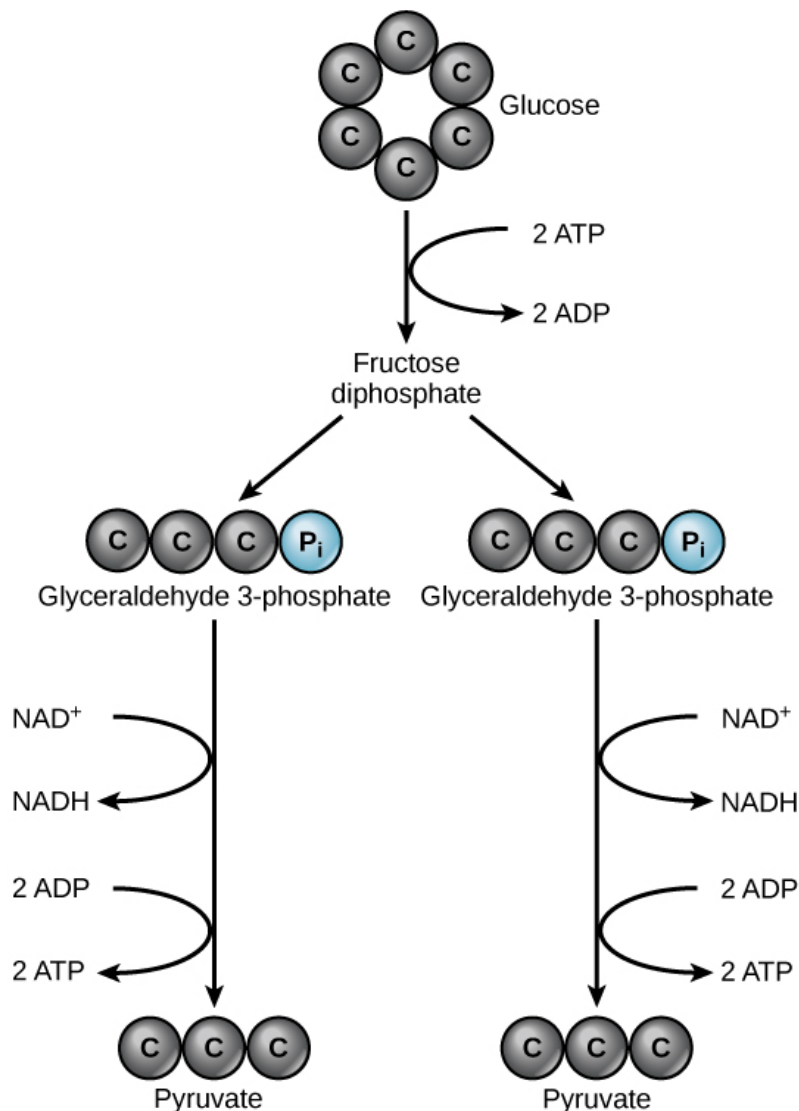 C
C
C
Glucose
C
C
C
2 ATP
2 ADP
Fructose
diphosphate
C C C Pi
C C C Pi
Glyceraldehyde 3-phosphate
Glyceraldehyde 3-phosphate
NAD+
NADH
2 ADP
2 ATP
NAD+
NADH
2 ADP
2 ATP
C C C
C C C
Pyruvate
Pyruvate